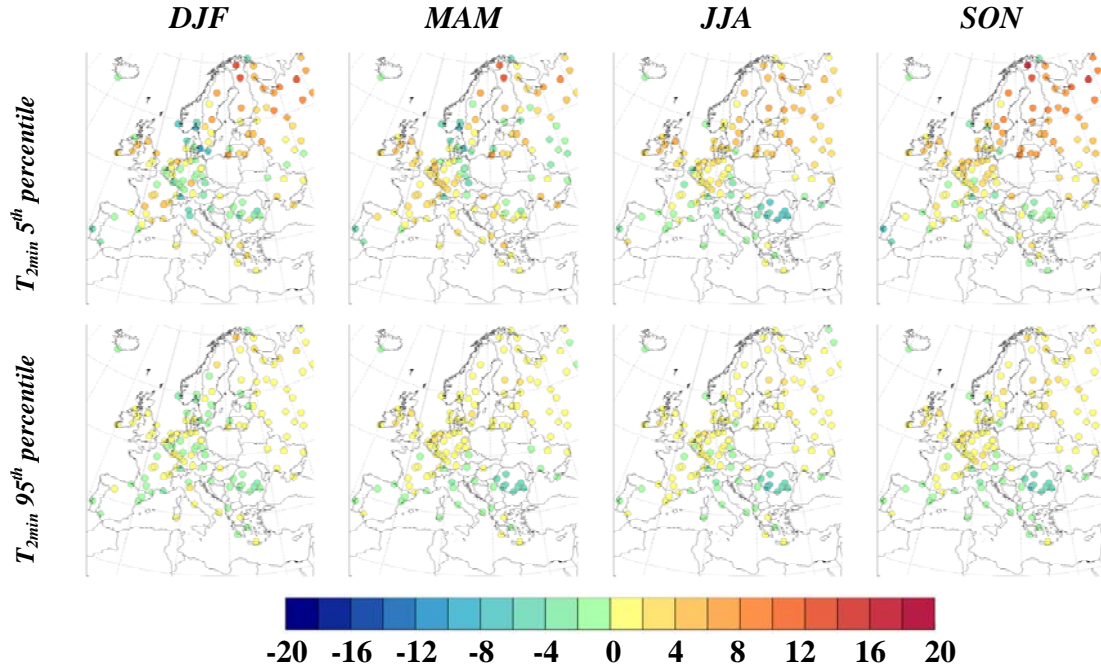 DJF MAM JJA SON
T2min 5th percentile
T2min 95th percentile
-20 -16 -12 -8 -4 0 4 8 12 16 20